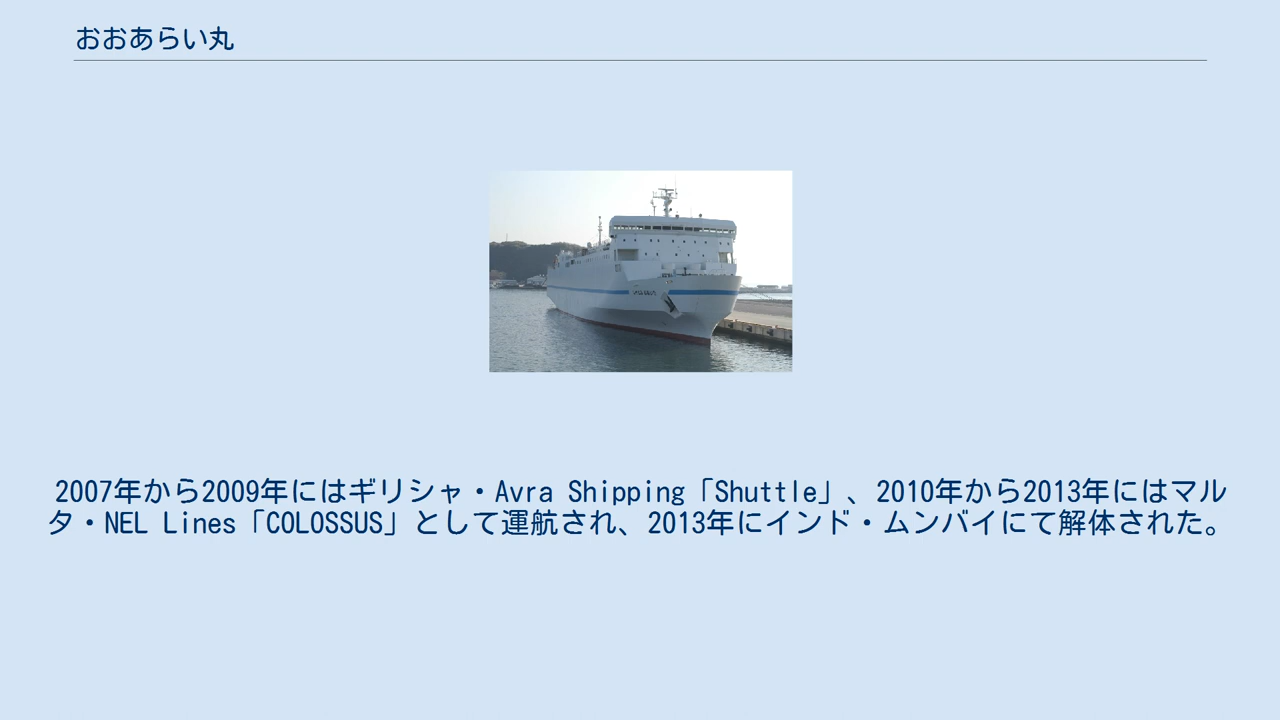 おおあらい丸
2007年から2009年にはギリシャ・Avra Shipping「Shuttle」、2010年から2013年にはマル
タ・NEL Lines「COLOSSUS」として運航され、2013年にインド・ムンバイにて解体された。